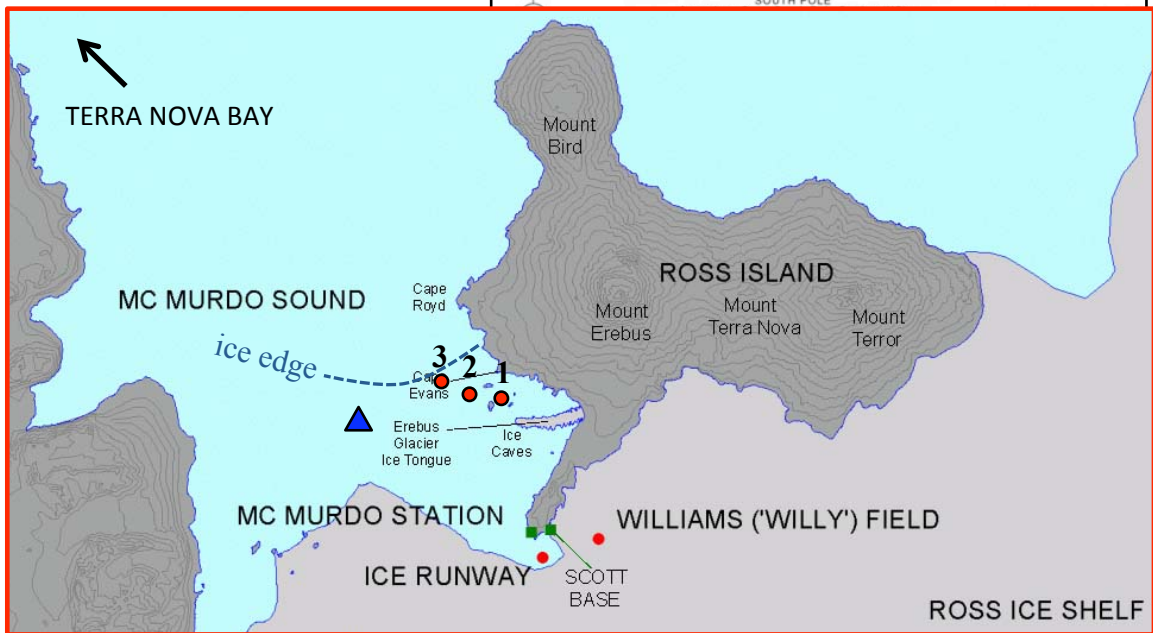 SOUTH POLE
TERRA NOVA BAY
Mount
Bird
ROSS ISLAND
MC MURDO SOUND
Cape
Royd
Mount
Erebus
Mount
Terra Nova
Mount
Terror
ice edge
3
2
1
Cape
Evans
Erebus
Glacier
Ice Tongue
Ice
Caves
MC MURDO STATION
WILLIAMS ('WILLY') FIELD
ICE RUNWAY
SCOTT
BASE
ROSS ICE SHELF